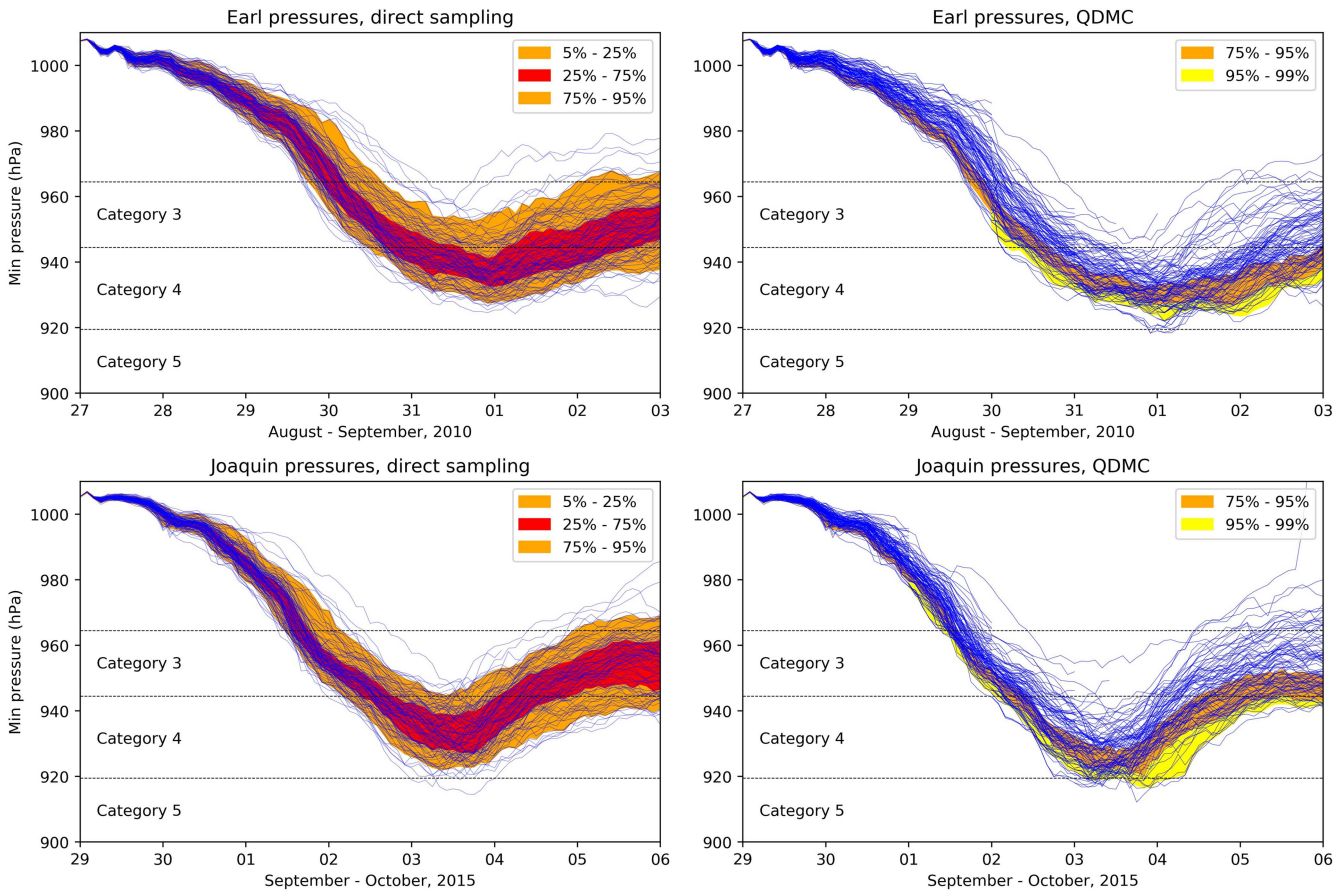 Earl pressures, direct sampling
Min pressure (hPa)
1000
980
960
940
920
900
5% - 25%
25% - 75%
75% - 95%
Category 3
Category 4
Category 5
27 28 29 30 31 01 02 03
August - September, 2010
Earl pressures, QDMC
1000
980
960
940
920
900
75% - 95%
95% - 99%
Category 3
Category 4
Category 5
27 28 29 30 31 01 02 03
August - September, 2010
Joaquin pressures, direct sampling
Min pressure (hPa)
1000
980
960
940
920
900
5% - 25%
25% - 75%
75% - 95%
Category 3
Category 4
Category 5
29 30 01 02 03 04 05 06
September - October, 2015
Joaquin pressures, QDMC
1000
980
960
940
920
900
75% - 95%
95% - 99%
Category 3
Category 4
Category 5
29 30 01 02 03 04 05 06
September - October, 2015